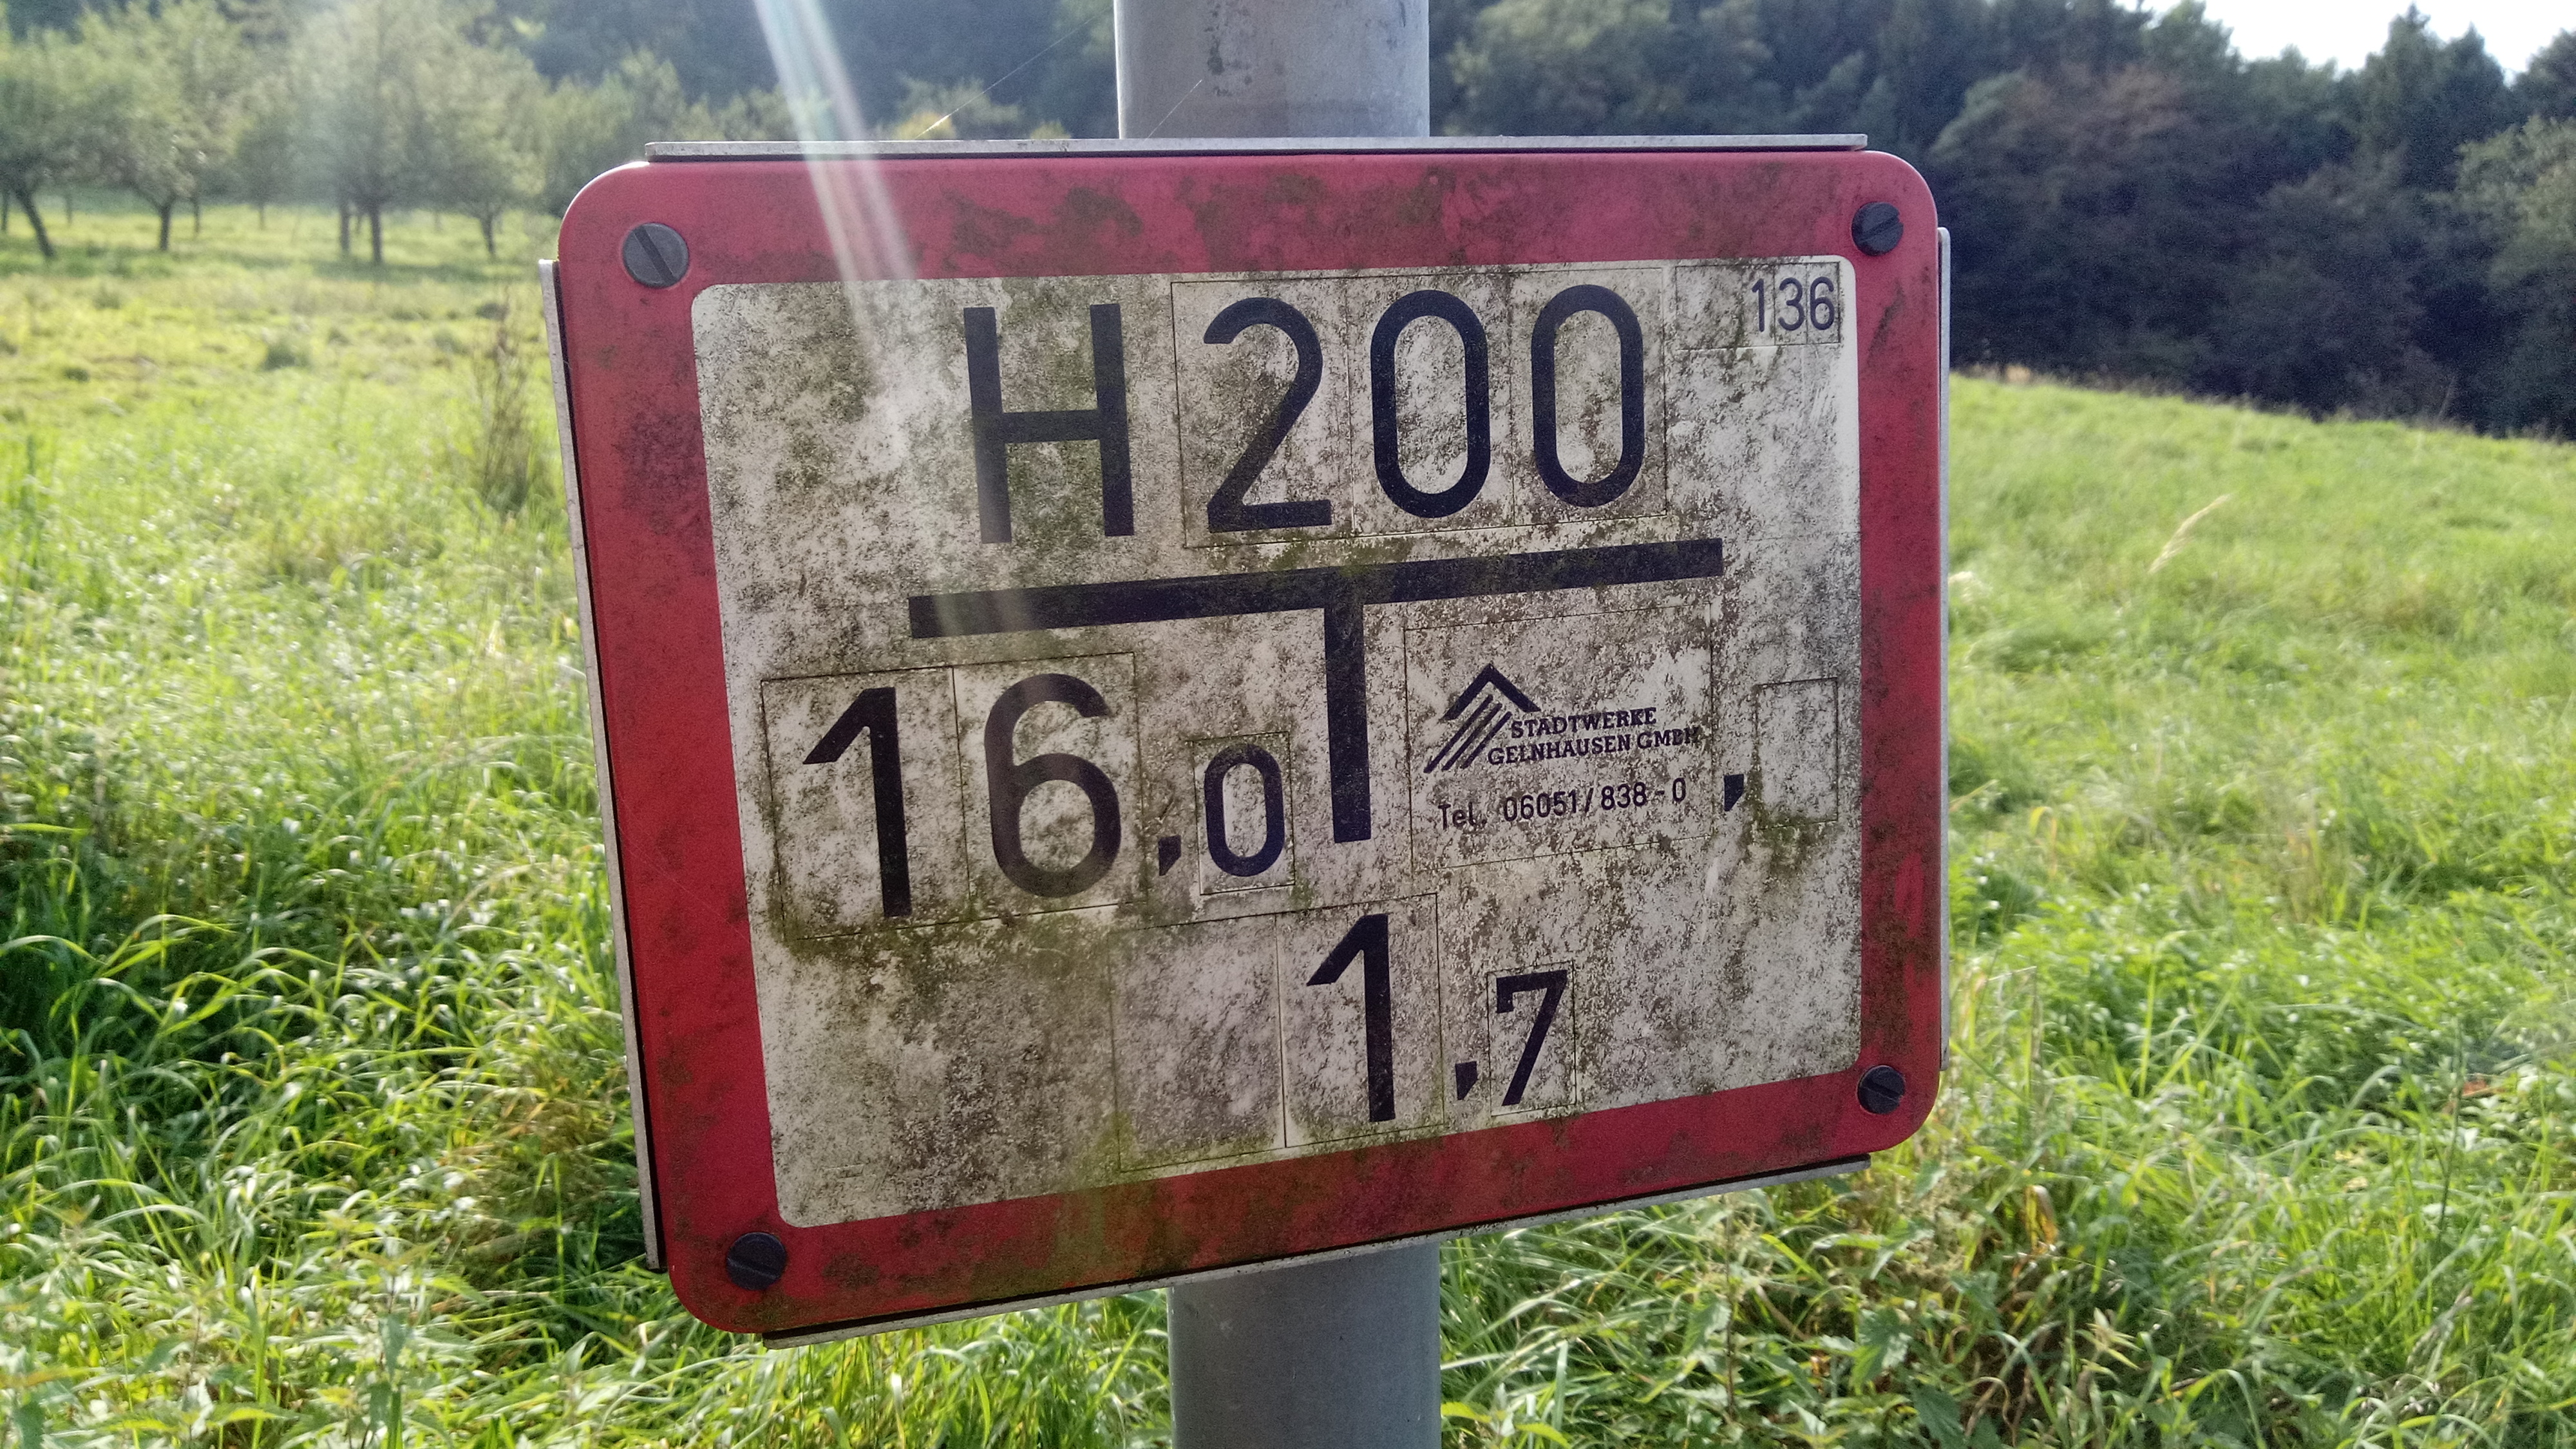 H200
136
16,0
STADTWERKE
GELNHAUSEN GMBH
Tel. 06051/838-0
,
1,7